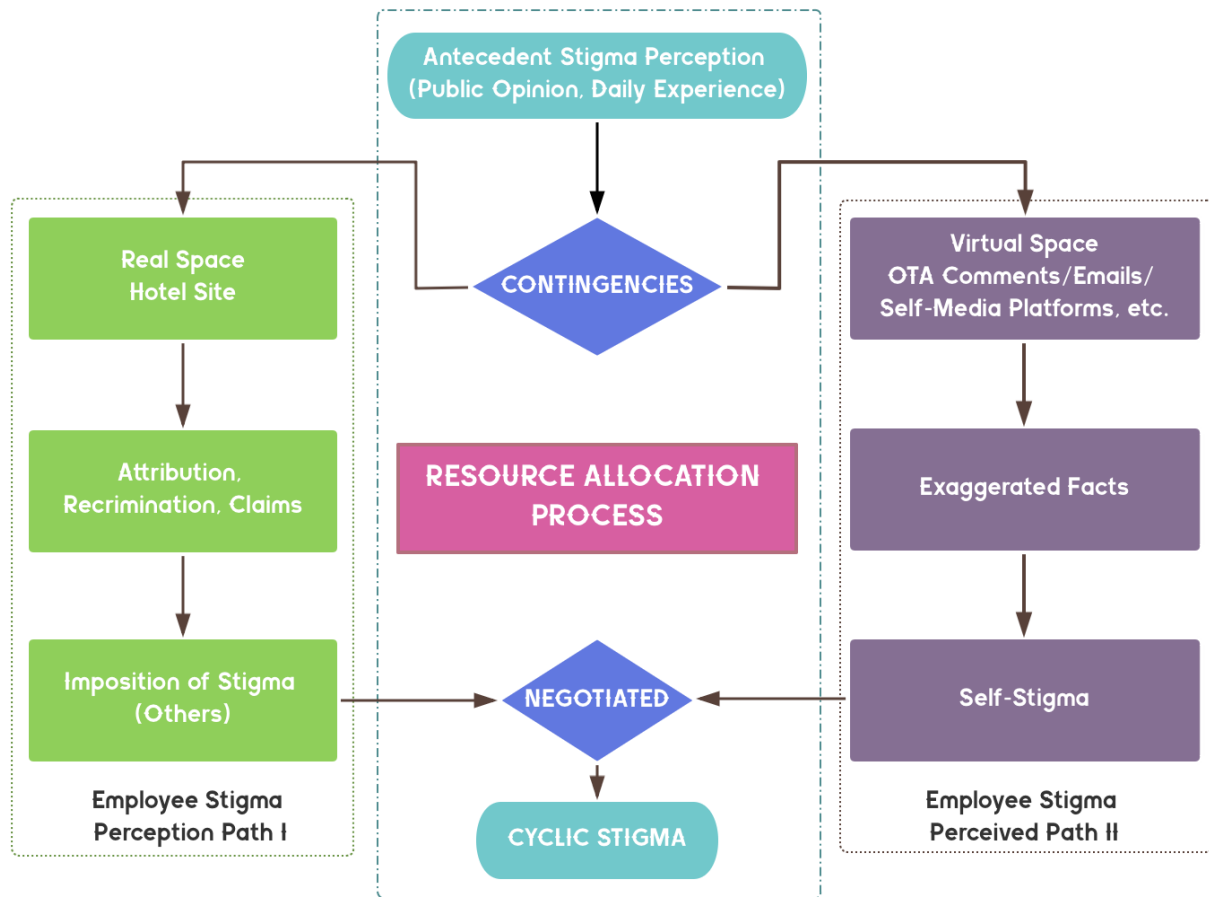 Antecedent Stigma Perception
(Public Opinion, Daily Experience)
CONTINGENCIES
Real Space
Hotel Site
Attribution,
Recrimination, Claims
Imposition of Stigma
(Others)
Employee Stigma
Perception Path I
RESOURCE ALLOCATION
PROCESS
NEGOTIATED
CYCLIC STIGMA
Virtual Space
OTA Comments/Emails/
Self-Media Platforms, etc.
Exaggerated Facts
Self-Stigma
Employee Stigma
Perceived Path II